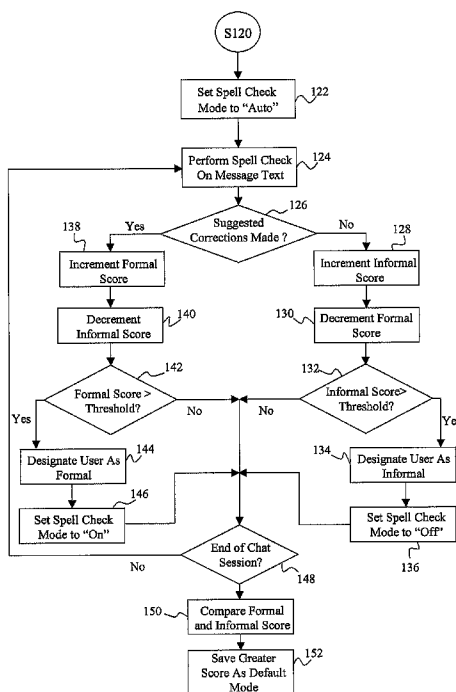 S120
Set Spell Check
Mode to "Auto"
122
Perform Spell Check
On Message Text
124
126
Suggested
Corrections Made ?
Yes
No
138
Increment Formal
Score
128
Increment Informal
Score
Decrement
Informal Score
140
130
Decrement Formal
Score
142
Formal Score >
Threshold?
Yes
No
132
Informal Score>
Threshold?
No
Yes
Designate User As
Formal
144
134
Designate User As
Informal
146
Set Spell Check
Mode to "On"
Set Spell Check
Mode to "Off"
136
End of Chat
Session?
No
148
150
Compare Formal
and Informal Score
Save Greater
Score As Default
Mode
152